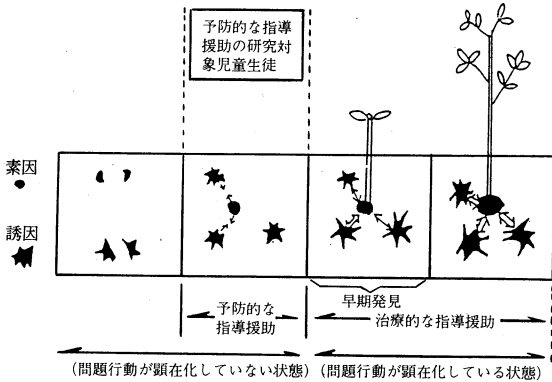 予防的な指導
援助の研究対
象児童生徒
素因
誘因
早期発見
予防的な
指導援助
治療的な指導援助
(問題行動が顕在化していない状態)
(問題行動が顕在化している状態)